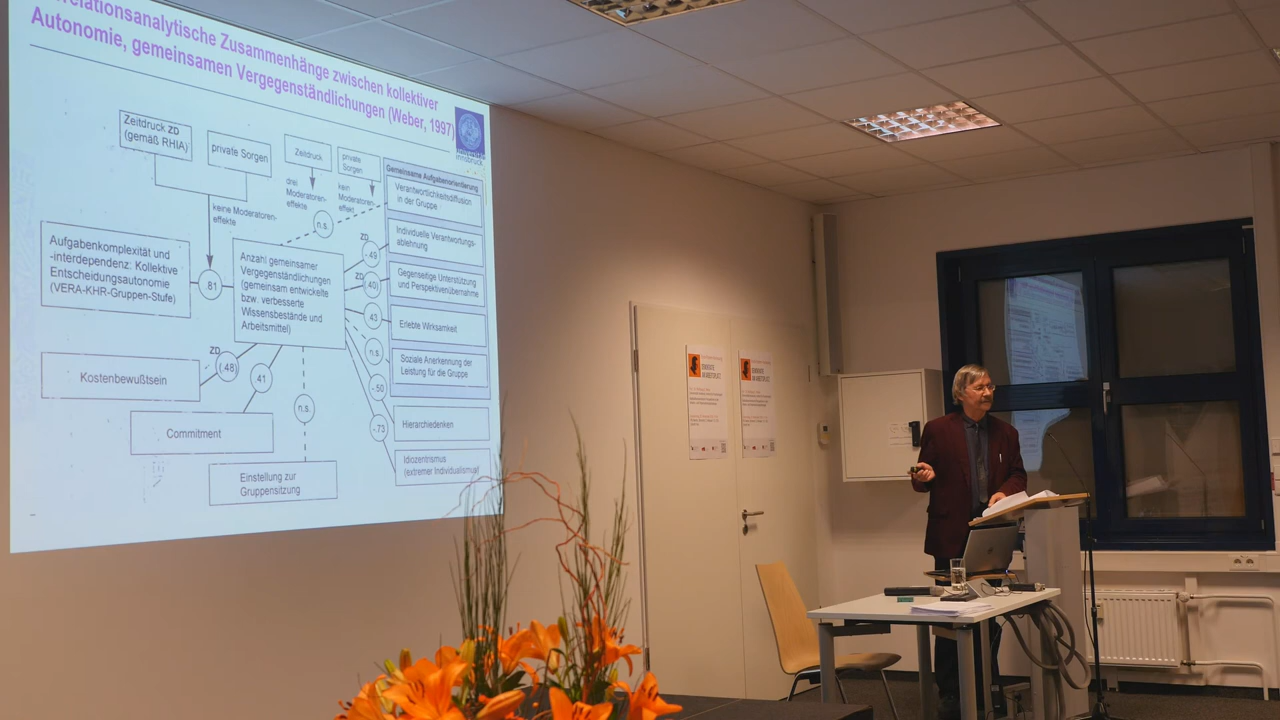 relationsanalytische Zusammenhänge zwischen kollektiver
Autonomie, gemeinsamen Vergegenständlichungen (Weber, 1997)
innsbruck
Zeitdruck ZD
(gemäß RHIA)
private Sorgen
Zeitdruck
private
Sorgen
keine Moderatoren-
effekte
drei
Moderatoren-
effekte
kein
Moderatoren-
effekt
n.s.
Gemeinsame Aufgabenorientierung
Verantwortlichkeitsdiffusion
in der Gruppe
Individuelle Verantwortungs-
ablehnung
Gegenseitige Unterstützung
und Perspektivenübernahme
Erlebte Wirksamkeit
Soziale Anerkennung der
Leistung für die Gruppe
Hierarchiedenken
Idiozentrismus
(extremer Individualismus)
Aufgabenkomplexität und
-interdependenz: Kollektive
Entscheidungsautonomie
(VERA-KHR-Gruppen-Stufe)
.81
Anzahl gemeinsamer
Vergegenständlichungen
(gemeinsam entwickelte
bzw. verbesserte
Wissensbestände und
Arbeitsmittel)
ZD
-.49
ZD
(.40)
.43
n.s.
-.50
-.73
Kostenbewußtsein
ZD
(.48)
.41
n.s.
Commitment
Einstellung zur
Gruppensitzung